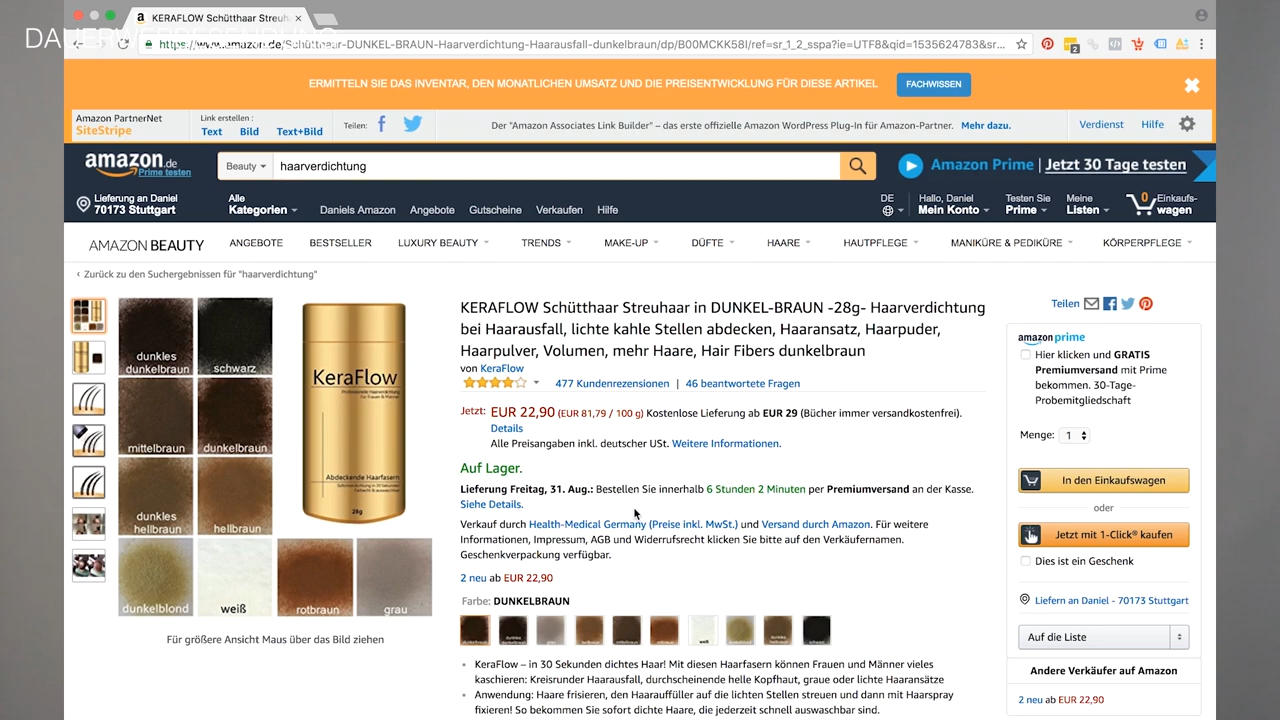 KERAFLOW Schütthaar Streuh
DAUERWERBESENDUNG
https://www.amazon.de/Schütthaar-DUNKEL-BRAUN-Haarverdichtung-Haarausfall-dunkelbraun/dp/B00MCKK58I/ref=sr_1_2_sspa?ie=UTF8&qid=1535624783&sr...
2
ERMITTELN SIE DAS INVENTAR, DEN MONATLICHEN UMSATZ UND DIE PREISENTWICKLUNG FÜR DIESE ARTIKEL
FACHWISSEN
Amazon PartnerNet
SiteStripe
Link erstellen :
Text Bild Text+Bild
Teilen:
Der "Amazon Associates Link Builder" – das erste offizielle Amazon WordPress Plug-In für Amazon-Partner. Mehr dazu.
Verdienst Hilfe
amazon.de
Prime testen
Beauty
haarverdichtung
Amazon Prime | Jetzt 30 Tage testen
Lieferung an Daniel
70173 Stuttgart
Alle
Kategorien
Daniels Amazon Angebote Gutscheine Verkaufen Hilfe
DE
Hallo, Daniel
Mein Konto
Testen Sie
Prime
Meine
Listen
0
Einkaufs-
wagen
AMAZON BEAUTY
ANGEBOTE BESTSELLER LUXURY BEAUTY TRENDS MAKE-UP DÜFTE HAARE HAUTPFLEGE MANIKÜRE & PEDIKÜRE KÖRPERPFLEGE
‹ Zurück zu den Suchergebnissen für "haarverdichtung"
dunkles
dunkelbraun
schwarz
mittelbraun
dunkelbraun
dunkles
hellbraun
hellbraun
dunkelblond
weiß
rotbraun
grau
KeraFlow
Professionelle Haarverdichtung
Für Frauen & Männer
Abdeckende Haarfasern
28g
Für größere Ansicht Maus über das Bild ziehen
KERAFLOW Schütthaar Streuhaar in DUNKEL-BRAUN -28g- Haarverdichtung
bei Haarausfall, lichte kahle Stellen abdecken, Haaransatz, Haarpuder,
Haarpulver, Volumen, mehr Haare, Hair Fibers dunkelbraun
von KeraFlow
477 Kundenrezensionen | 46 beantwortete Fragen
Jetzt: EUR 22,90 (EUR 81,79 / 100 g) Kostenlose Lieferung ab EUR 29 (Bücher immer versandkostenfrei).
Details
Alle Preisangaben inkl. deutscher USt. Weitere Informationen.
Auf Lager.
Lieferung Freitag, 31. Aug.: Bestellen Sie innerhalb 6 Stunden 2 Minuten per Premiumversand an der Kasse.
Siehe Details.
Verkauf durch Health-Medical Germany (Preise inkl. MwSt.) und Versand durch Amazon. Für weitere
Informationen, Impressum, AGB und Widerrufsrecht klicken Sie bitte auf den Verkäufernamen.
Geschenkverpackung verfügbar.
2 neu ab EUR 22,90
Farbe: DUNKELBRAUN
• KeraFlow – in 30 Sekunden dichtes Haar! Mit diesen Haarfasern können Frauen und Männer vieles
kaschieren: Kreisrunder Haarausfall, durchscheinende helle Kopfhaut, graue oder lichte Haaransätze
• Anwendung: Haare frisieren, den Haarauffüller auf die lichten Stellen streuen und dann mit Haarspray
fixieren! So bekommen Sie sofort dichte Haare, die jederzeit schnell auswaschbar sind.
Teilen
amazon prime
Hier klicken und GRATIS
Premiumversand mit Prime
bekommen. 30-Tage-
Probemitgliedschaft
Menge: 1
In den Einkaufswagen
oder
Jetzt mit 1-Click® kaufen
Dies ist ein Geschenk
Liefern an Daniel - 70173 Stuttgart
Auf die Liste
Andere Verkäufer auf Amazon
2 neu ab EUR 22,90